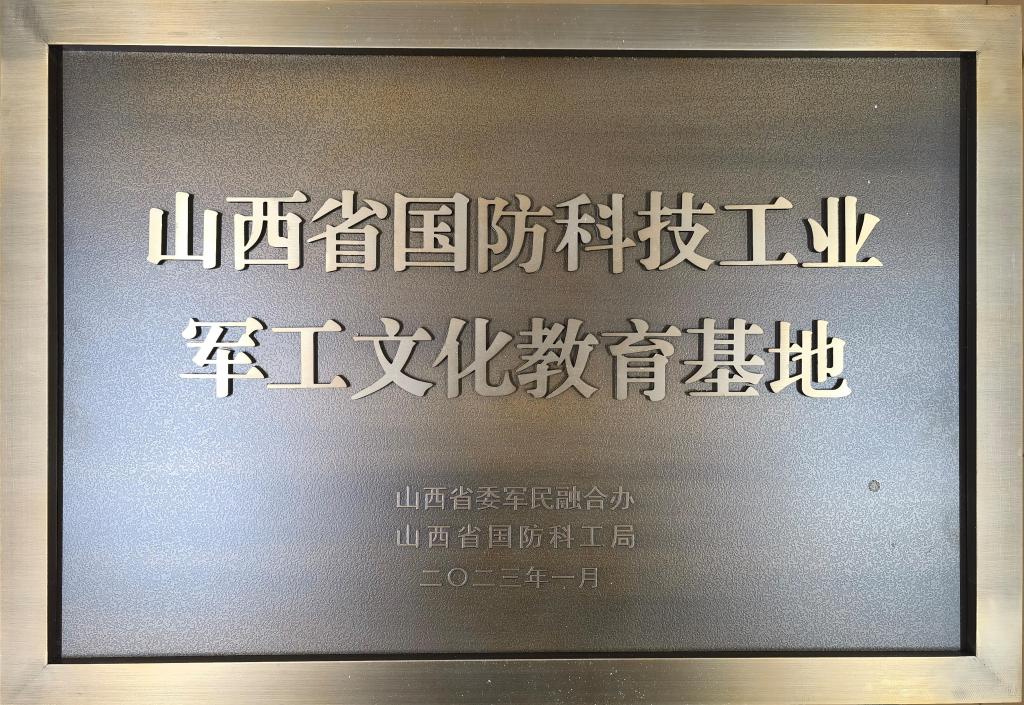 山西省国防科技工业
军工文化教育基地
山西省委军民融合办
山西省国防科工局
二〇二三年一月